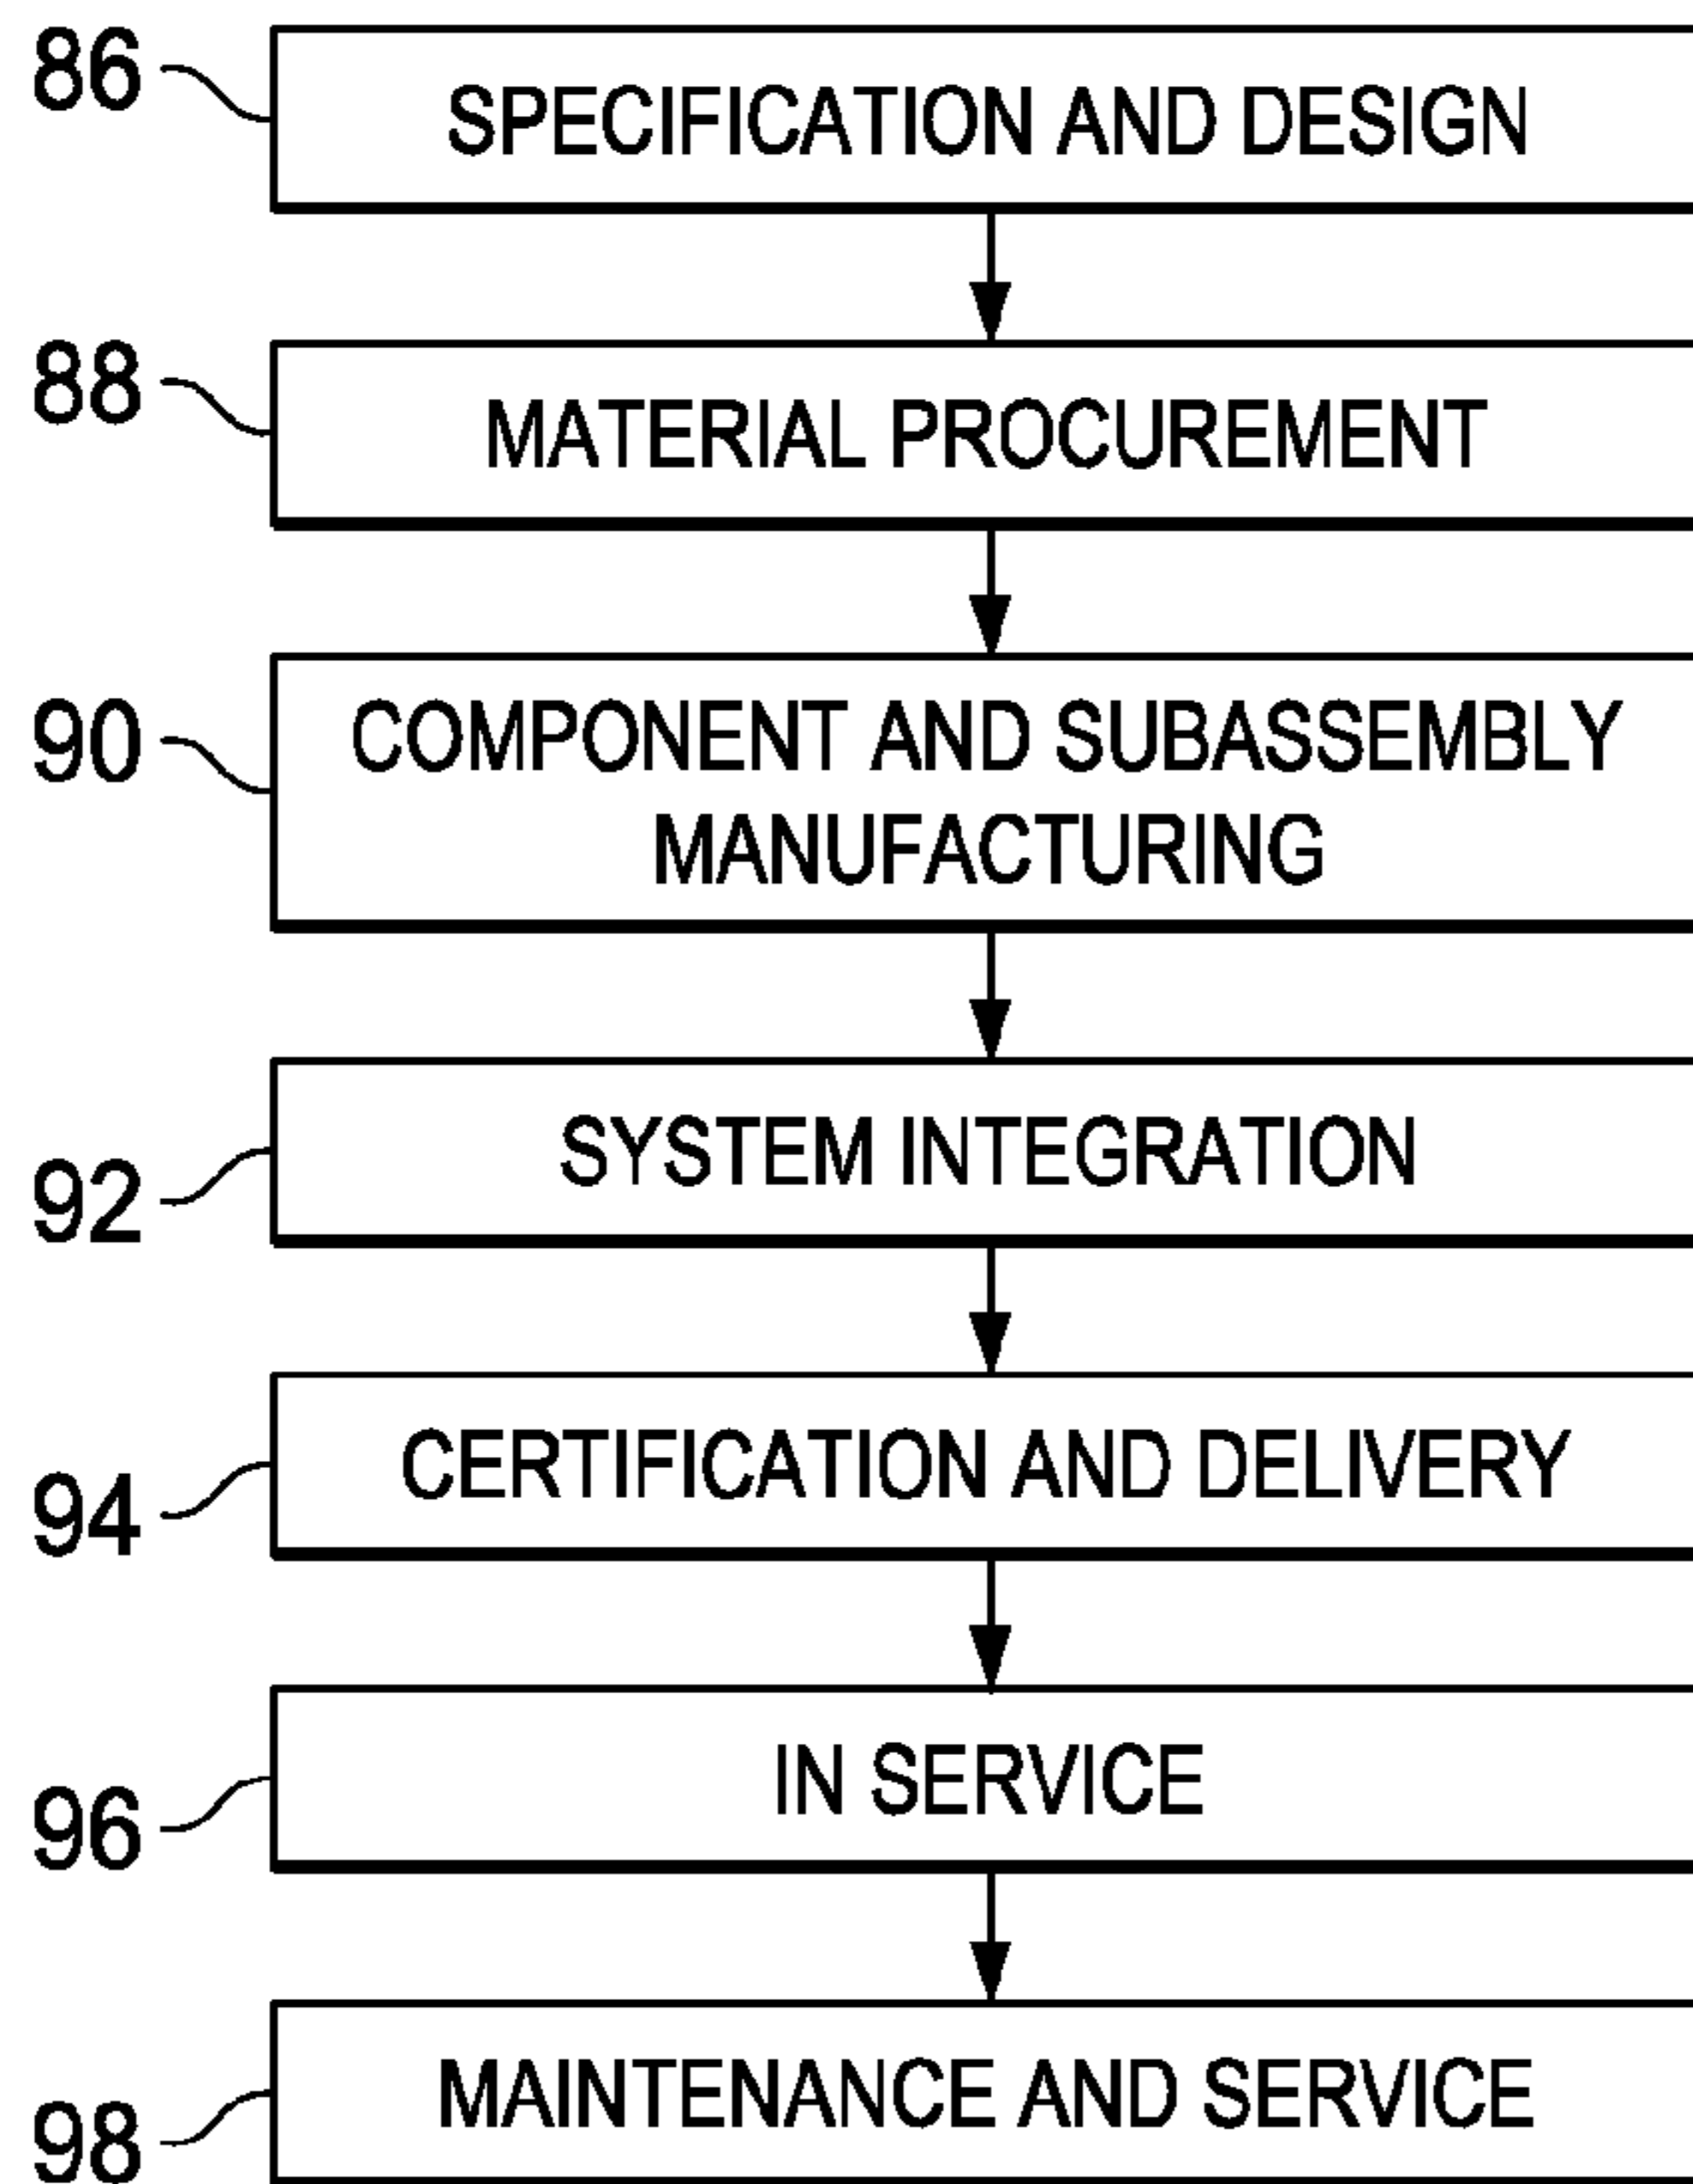 86
SPECIFICATION AND DESIGN
88
MATERIAL PROCUREMENT
90
COMPONENT AND SUBASSEMBLY
MANUFACTURING
92
SYSTEM INTEGRATION
94
CERTIFICATION AND DELIVERY
96
IN SERVICE
98
MAINTENANCE AND SERVICE